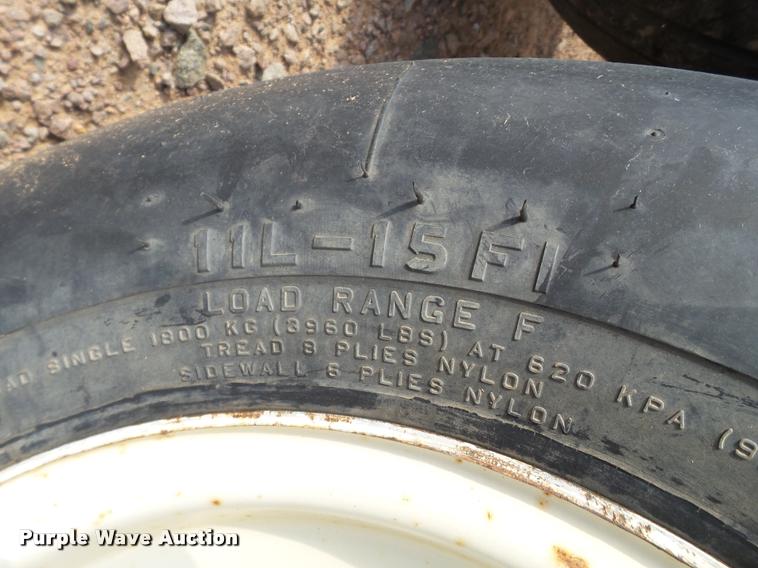 11L-15FI
LOAD RANGE F
AD SINGLE 1800 KG (3960 LBS) AT 620 KPA (9
TREAD 8 PLIES NYLON
SIDEWALL 6 PLIES NYLON
Purple Wave Auction